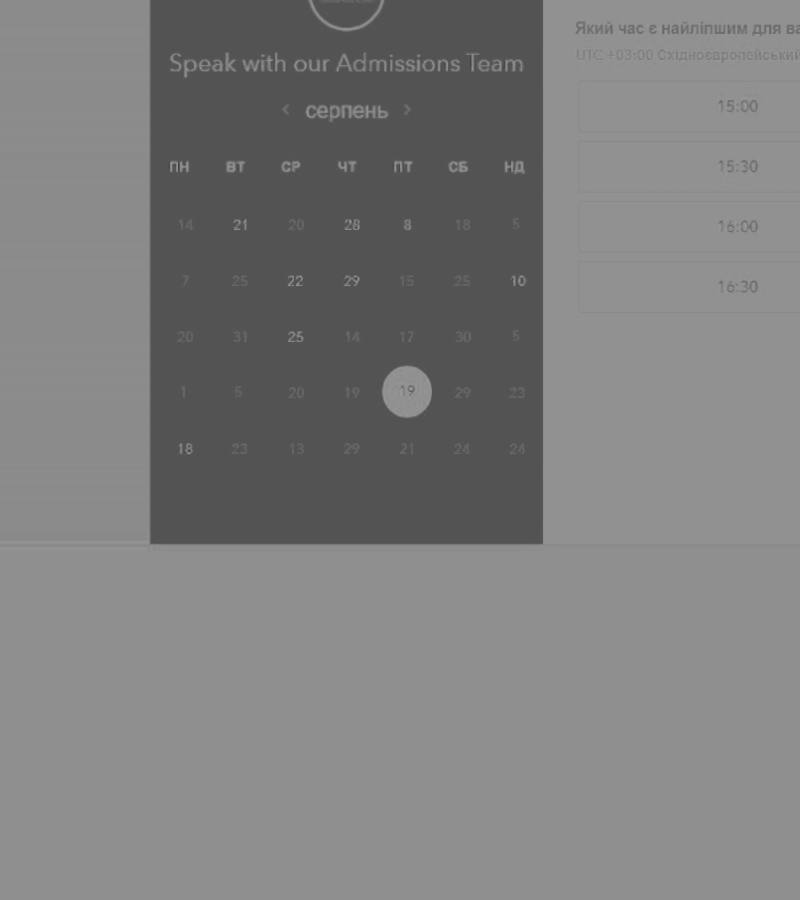 Speak with our Admissions Team
< серпень >
ПН ВТ СР ЧТ ПТ СБ НД
14 21 20 28 8 18 5
7 25 22 29 15 25 10
20 31 25 14 17 30 5
1 5 20 19 19 29 23
18 23 13 29 21 24 24
Який час є найліпшим для ва
UTC +03:00 Східноєвропейський
15:00
15:30
16:00
16:30